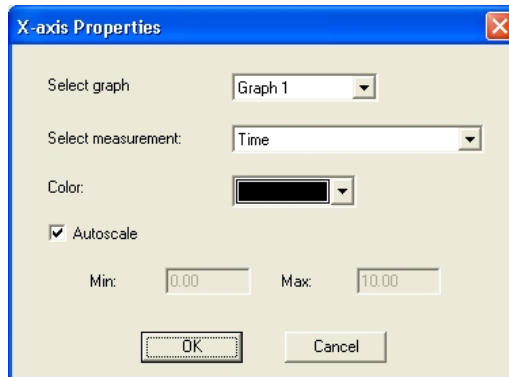 X-axis Properties
Select graph Graph 1
Select measurement: Time
Color:
Autoscale
Min: 0.00 Max: 10.00
OK Cancel